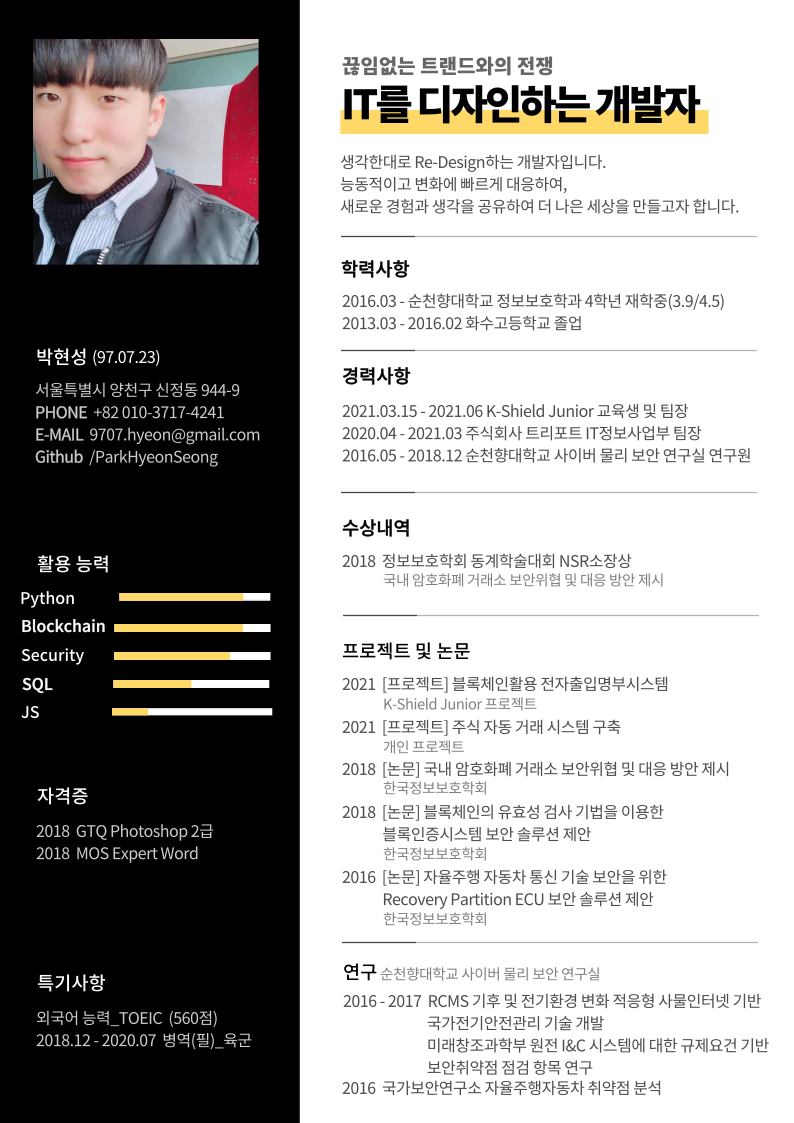 박현성 (97.07.23)
서울특별시 양천구 신정동 944-9
PHONE +82 010-3717-4241
E-MAIL 9707.hyeon@gmail.com
Github /ParkHyeonSeong
활용 능력
Python
Blockchain
Security
SQL
JS
자격증
2018 GTQ Photoshop 2급
2018 MOS Expert Word
특기사항
외국어 능력_TOEIC (560점)
2018.12 - 2020.07 병역(필)_육군
끊임없는 트랜드와의 전쟁
IT를 디자인하는 개발자
생각한대로 Re-Design하는 개발자입니다.
능동적이고 변화에 빠르게 대응하여,
새로운 경험과 생각을 공유하여 더 나은 세상을 만들고자 합니다.
학력사항
2016.03 - 순천향대학교 정보보호학과 4학년 재학중(3.9/4.5)
2013.03 - 2016.02 화수고등학교 졸업
경력사항
2021.03.15 - 2021.06 K-Shield Junior 교육생 및 팀장
2020.04 - 2021.03 주식회사 트리포트 IT정보사업부 팀장
2016.05 - 2018.12 순천향대학교 사이버 물리 보안 연구실 연구원
수상내역
2018 정보보호학회 동계학술대회 NSR소장상
국내 암호화폐 거래소 보안위협 및 대응 방안 제시
프로젝트 및 논문
2021 [프로젝트] 블록체인활용 전자출입명부시스템
K-Shield Junior 프로젝트
2021 [프로젝트] 주식 자동 거래 시스템 구축
개인 프로젝트
2018 [논문] 국내 암호화폐 거래소 보안위협 및 대응 방안 제시
한국정보보호학회
2018 [논문] 블록체인의 유효성 검사 기법을 이용한
블록인증시스템 보안 솔루션 제안
한국정보보호학회
2016 [논문] 자율주행 자동차 통신 기술 보안을 위한
Recovery Partition ECU 보안 솔루션 제안
한국정보보호학회
연구 순천향대학교 사이버 물리 보안 연구실
2016 - 2017 RCMS 기후 및 전기환경 변화 적응형 사물인터넷 기반
국가전기안전관리 기술 개발
미래창조과학부 원전 I&C 시스템에 대한 규제요건 기반
보안취약점 점검 항목 연구
2016 국가보안연구소 자율주행자동차 취약점 분석